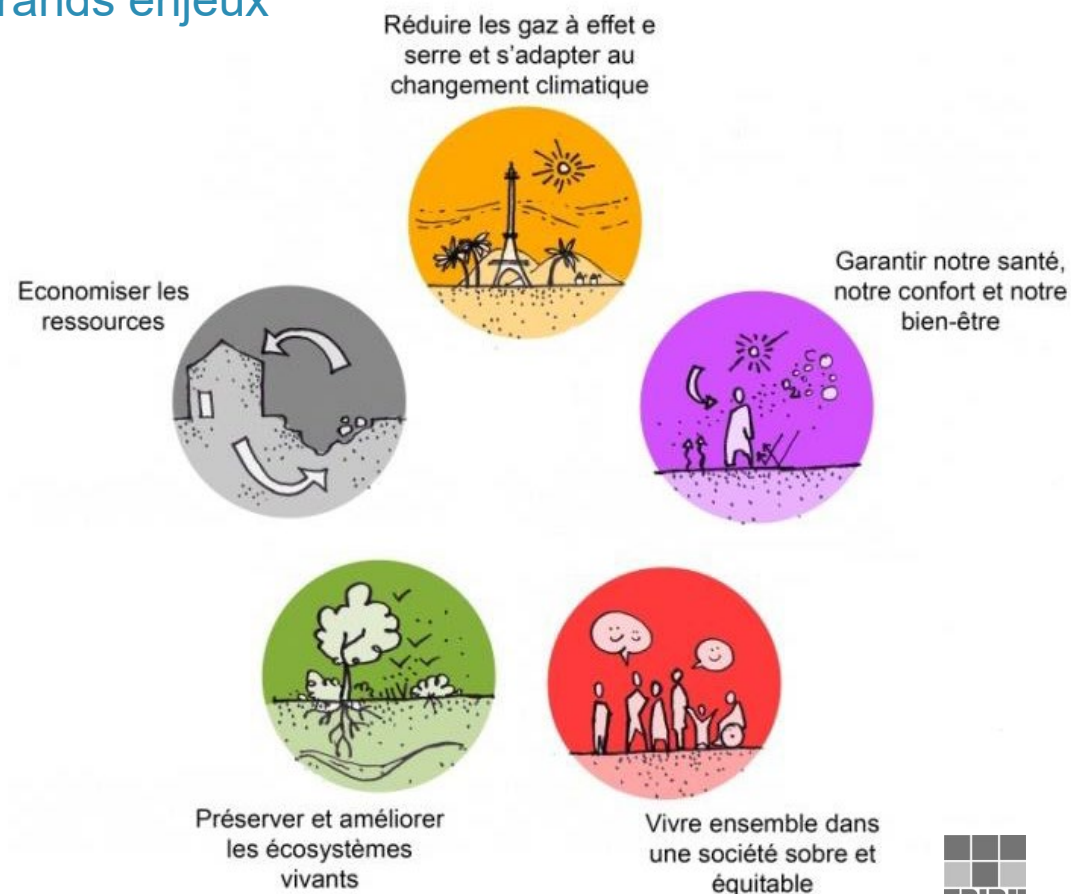 rands enjeux
Réduire les gaz à effet e
serre et s'adapter au
changement climatique
Garantir notre santé,
notre confort et notre
bien-être
Economiser les
ressources
Préserver et améliorer
les écosystèmes
vivants
Vivre ensemble dans
une société sobre et
équitable